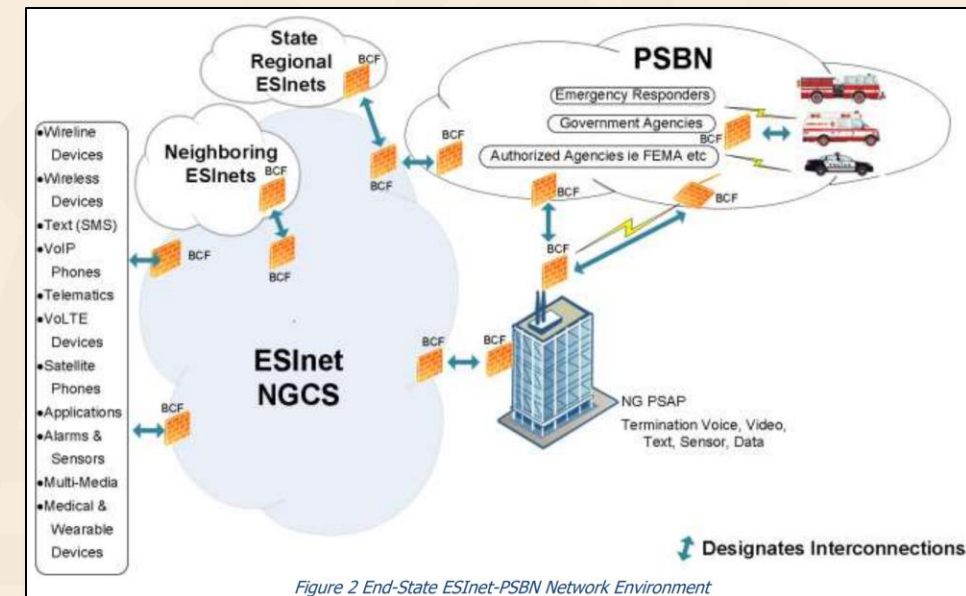 State
Regional
ESInets
BCF
PSBN
Emergency Responders
Government Agencies
Authorized Agencies ie FEMA etc
BCF
BCF
BCF
Neighboring
ESInets
BCF
BCF
BCF
BCF
•Wireline
Devices
•Wireless
Devices
•Text (SMS)
•VoIP
Phones
•Telematics
•VoLTE
Devices
•Satellite
Phones
•Applications
•Alarms &
Sensors
•Multi-Media
•Medical &
Wearable
Devices
BCF
BCF
BCF
ESInet
NGCS
BCF
BCF
BCF
NG PSAP
Termination Voice, Video,
Text, Sensor, Data
Designates Interconnections
Figure 2 End-State ESInet-PSBN Network Environment